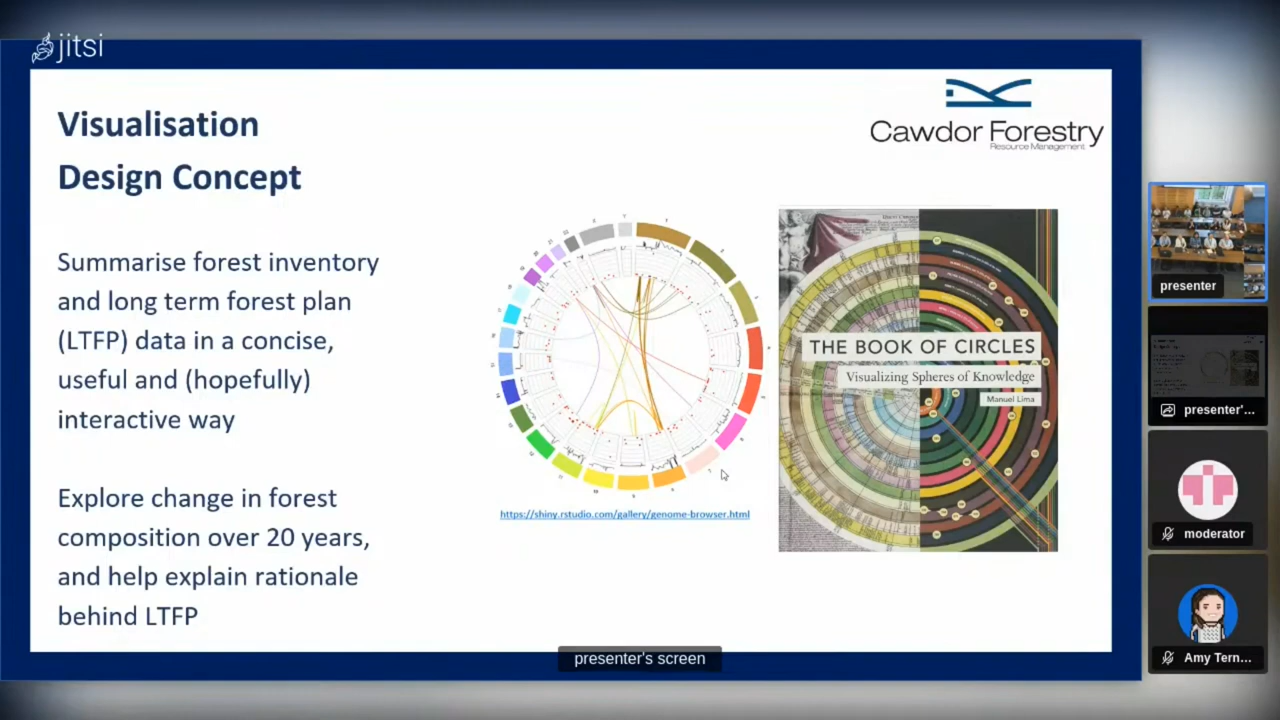 jitsi
Visualisation
Design Concept
Cawdor Forestry
Resource Management
Summarise forest inventory
and long term forest plan
(LTFP) data in a concise,
useful and (hopefully)
interactive way
Explore change in forest
composition over 20 years,
and help explain rationale
behind LTFP
https://shiny.rstudio.com/gallery/genome-browser.html
THE BOOK OF CIRCLES
Visualizing Spheres of Knowledge
Manuel Lima
presenter's screen
presenter
presenter'...
moderator
Amy Tern...